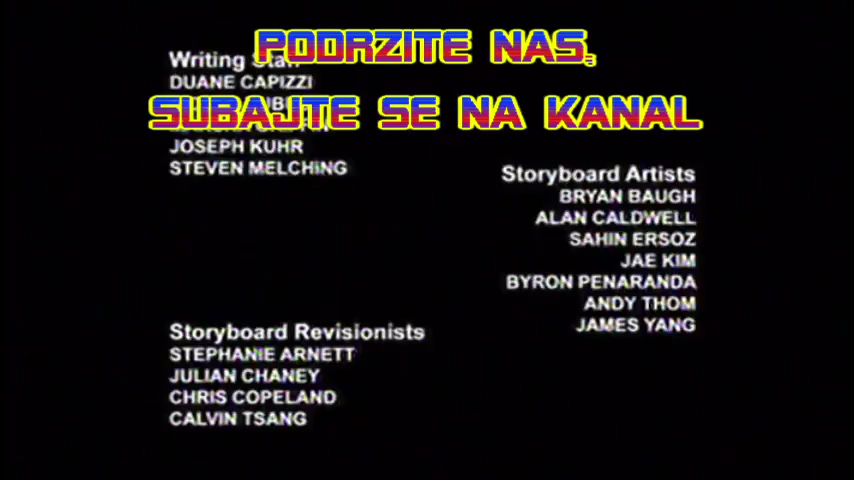 PODRZITE NAS,
SUBAJTE SE NA KANAL
Writing Staff
DUANE CAPIZZI
JOSEPH KUHR
STEVEN MELCHING
Storyboard Artists
BRYAN BAUGH
ALAN CALDWELL
SAHIN ERSOZ
JAE KIM
BYRON PENARANDA
ANDY THOM
JAMES YANG
Storyboard Revisionists
STEPHANIE ARNETT
JULIAN CHANEY
CHRIS COPELAND
CALVIN TSANG